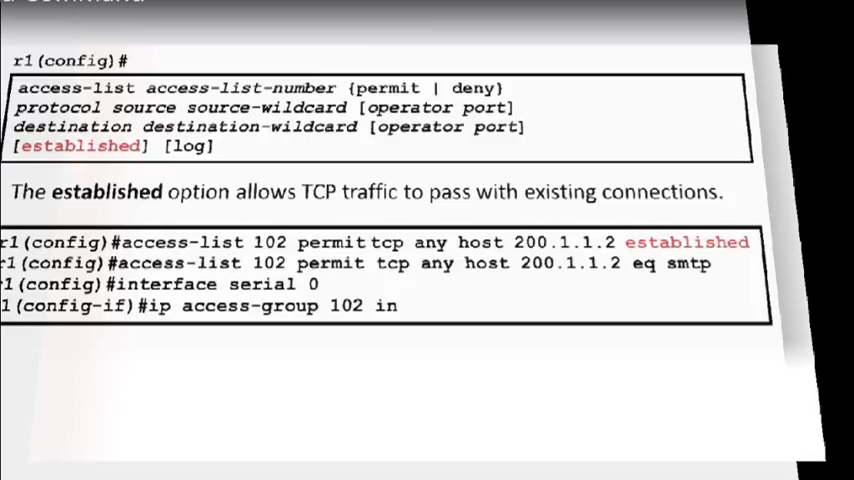 r1(config)#
access-list access-list-number {permit | deny}
protocol source source-wildcard [operator port]
destination destination-wildcard [operator port]
[established] [log]
The established option allows TCP traffic to pass with existing connections.
r1(config)#access-list 102 permit tcp any host 200.1.1.2 established
r1(config)#access-list 102 permit tcp any host 200.1.1.2 eq smtp
r1(config)#interface serial 0
1(config-if)#ip access-group 102 in